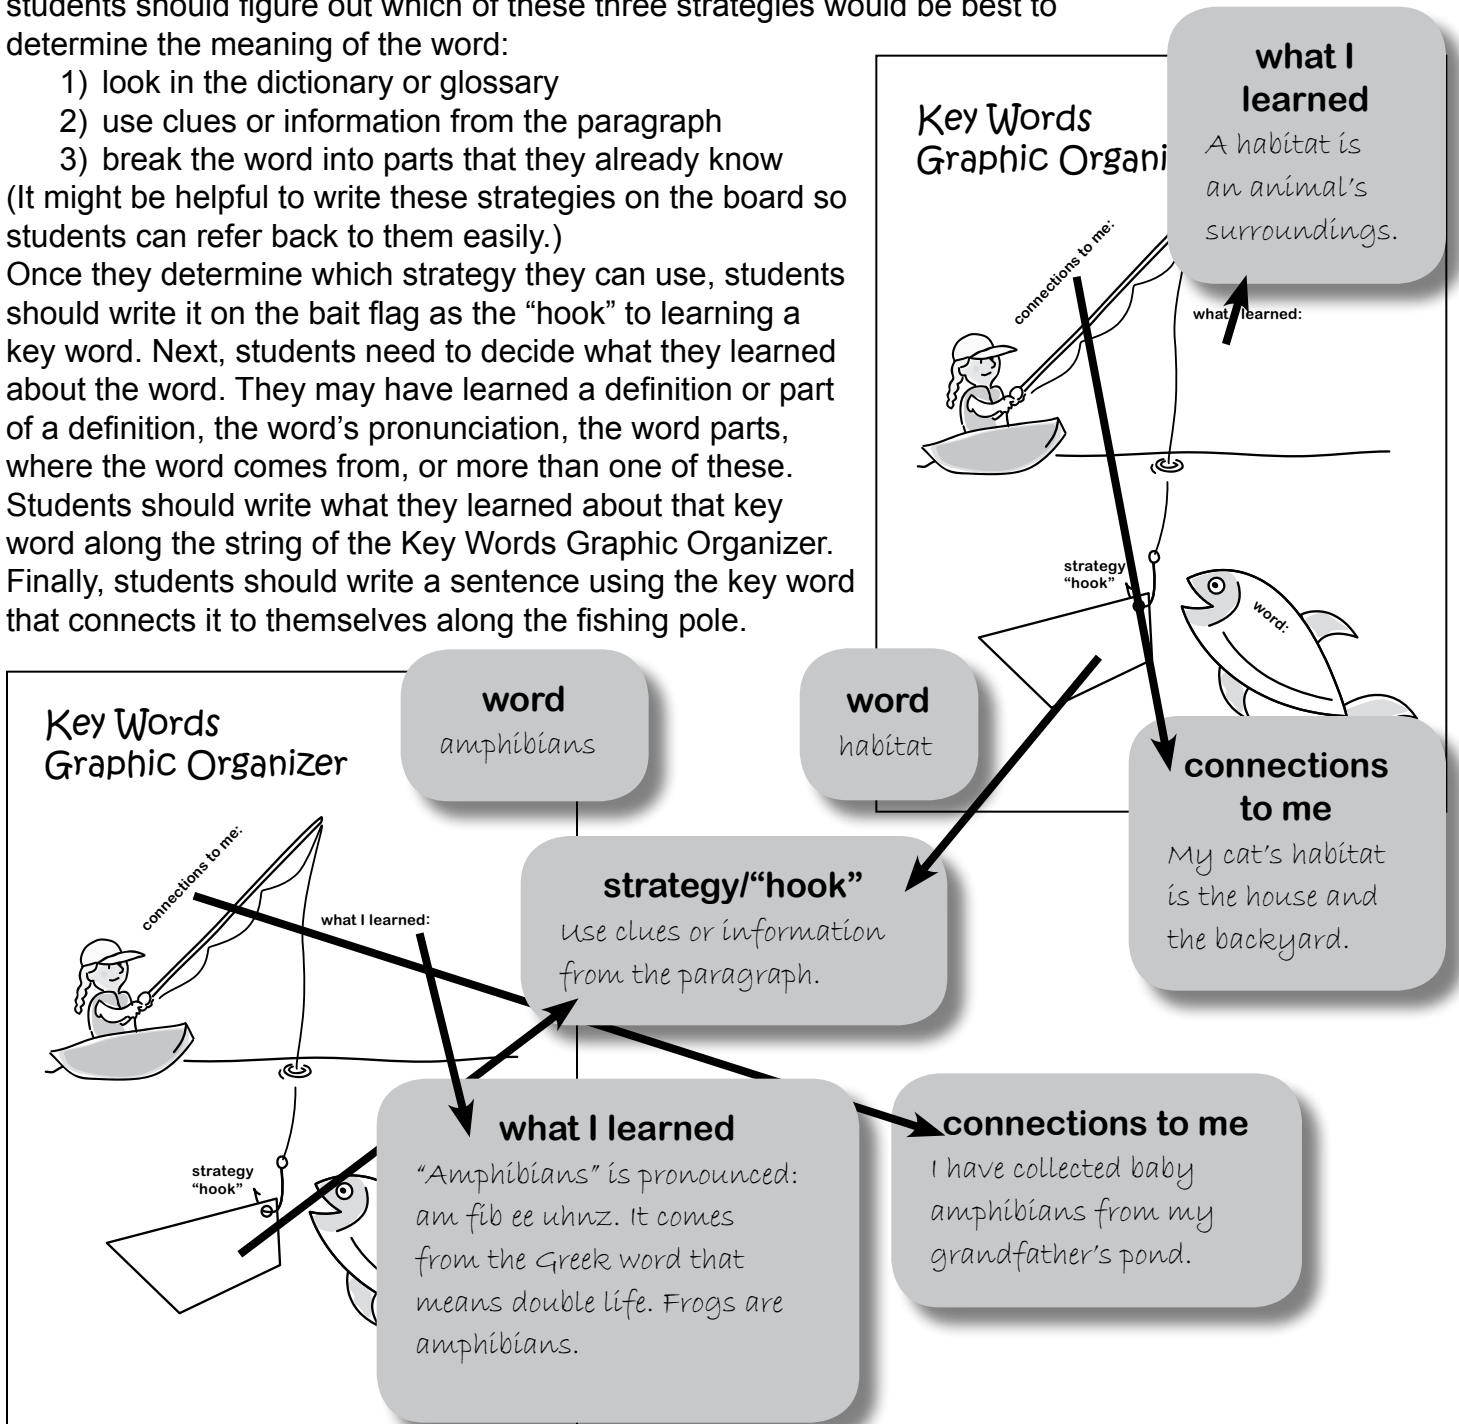 students should figure out which of these three strategies would be best to
determine the meaning of the word:
1) look in the dictionary or glossary
2) use clues or information from the paragraph
3) break the word into parts that they already know
(It might be helpful to write these strategies on the board so
students can refer back to them easily.)
Once they determine which strategy they can use, students
should write it on the bait flag as the “hook” to learning a
key word. Next, students need to decide what they learned
about the word. They may have learned a definition or part
of a definition, the word’s pronunciation, the word parts,
where the word comes from, or more than one of these.
Students should write what they learned about that key
word along the string of the Key Words Graphic Organizer.
Finally, students should write a sentence using the key word
that connects it to themselves along the fishing pole.
Key Words
Graphic Organi
what I
learned
A habitat is
an animal’s
surroundings.
connections to me:
what I learned:
strategy
“hook”
word:
word
habitat
connections
to me
My cat’s habitat
is the house and
the backyard.
Key Words
Graphic Organizer
word
amphibians
strategy/“hook”
Use clues or information
from the paragraph.
connections to me:
what I learned:
strategy
“hook”
what I learned
“Amphibians” is pronounced:
am fib ee uhnz. It comes
from the Greek word that
means double life. Frogs are
amphibians.
connections to me
I have collected baby
amphibians from my
grandfather’s pond.